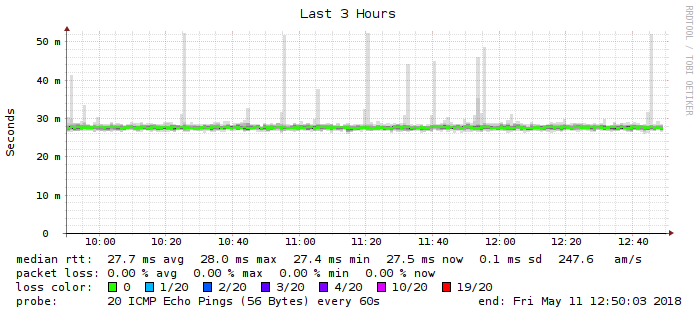 Last 3 Hours
RRDTOOL / TOBI OETIKER
Seconds
50 m
40 m
30 m
20 m
10 m
0
10:00 10:20 10:40 11:00 11:20 11:40 12:00 12:20 12:40
median rtt: 27.7 ms avg 28.0 ms max 27.4 ms min 27.5 ms now 0.1 ms sd 247.6 am/s
packet loss: 0.00 % avg 0.00 % max 0.00 % min 0.00 % now
loss color: 0 1/20 2/20 3/20 4/20 10/20 19/20
probe: 20 ICMP Echo Pings (56 Bytes) every 60s end: Fri May 11 12:50:03 2018